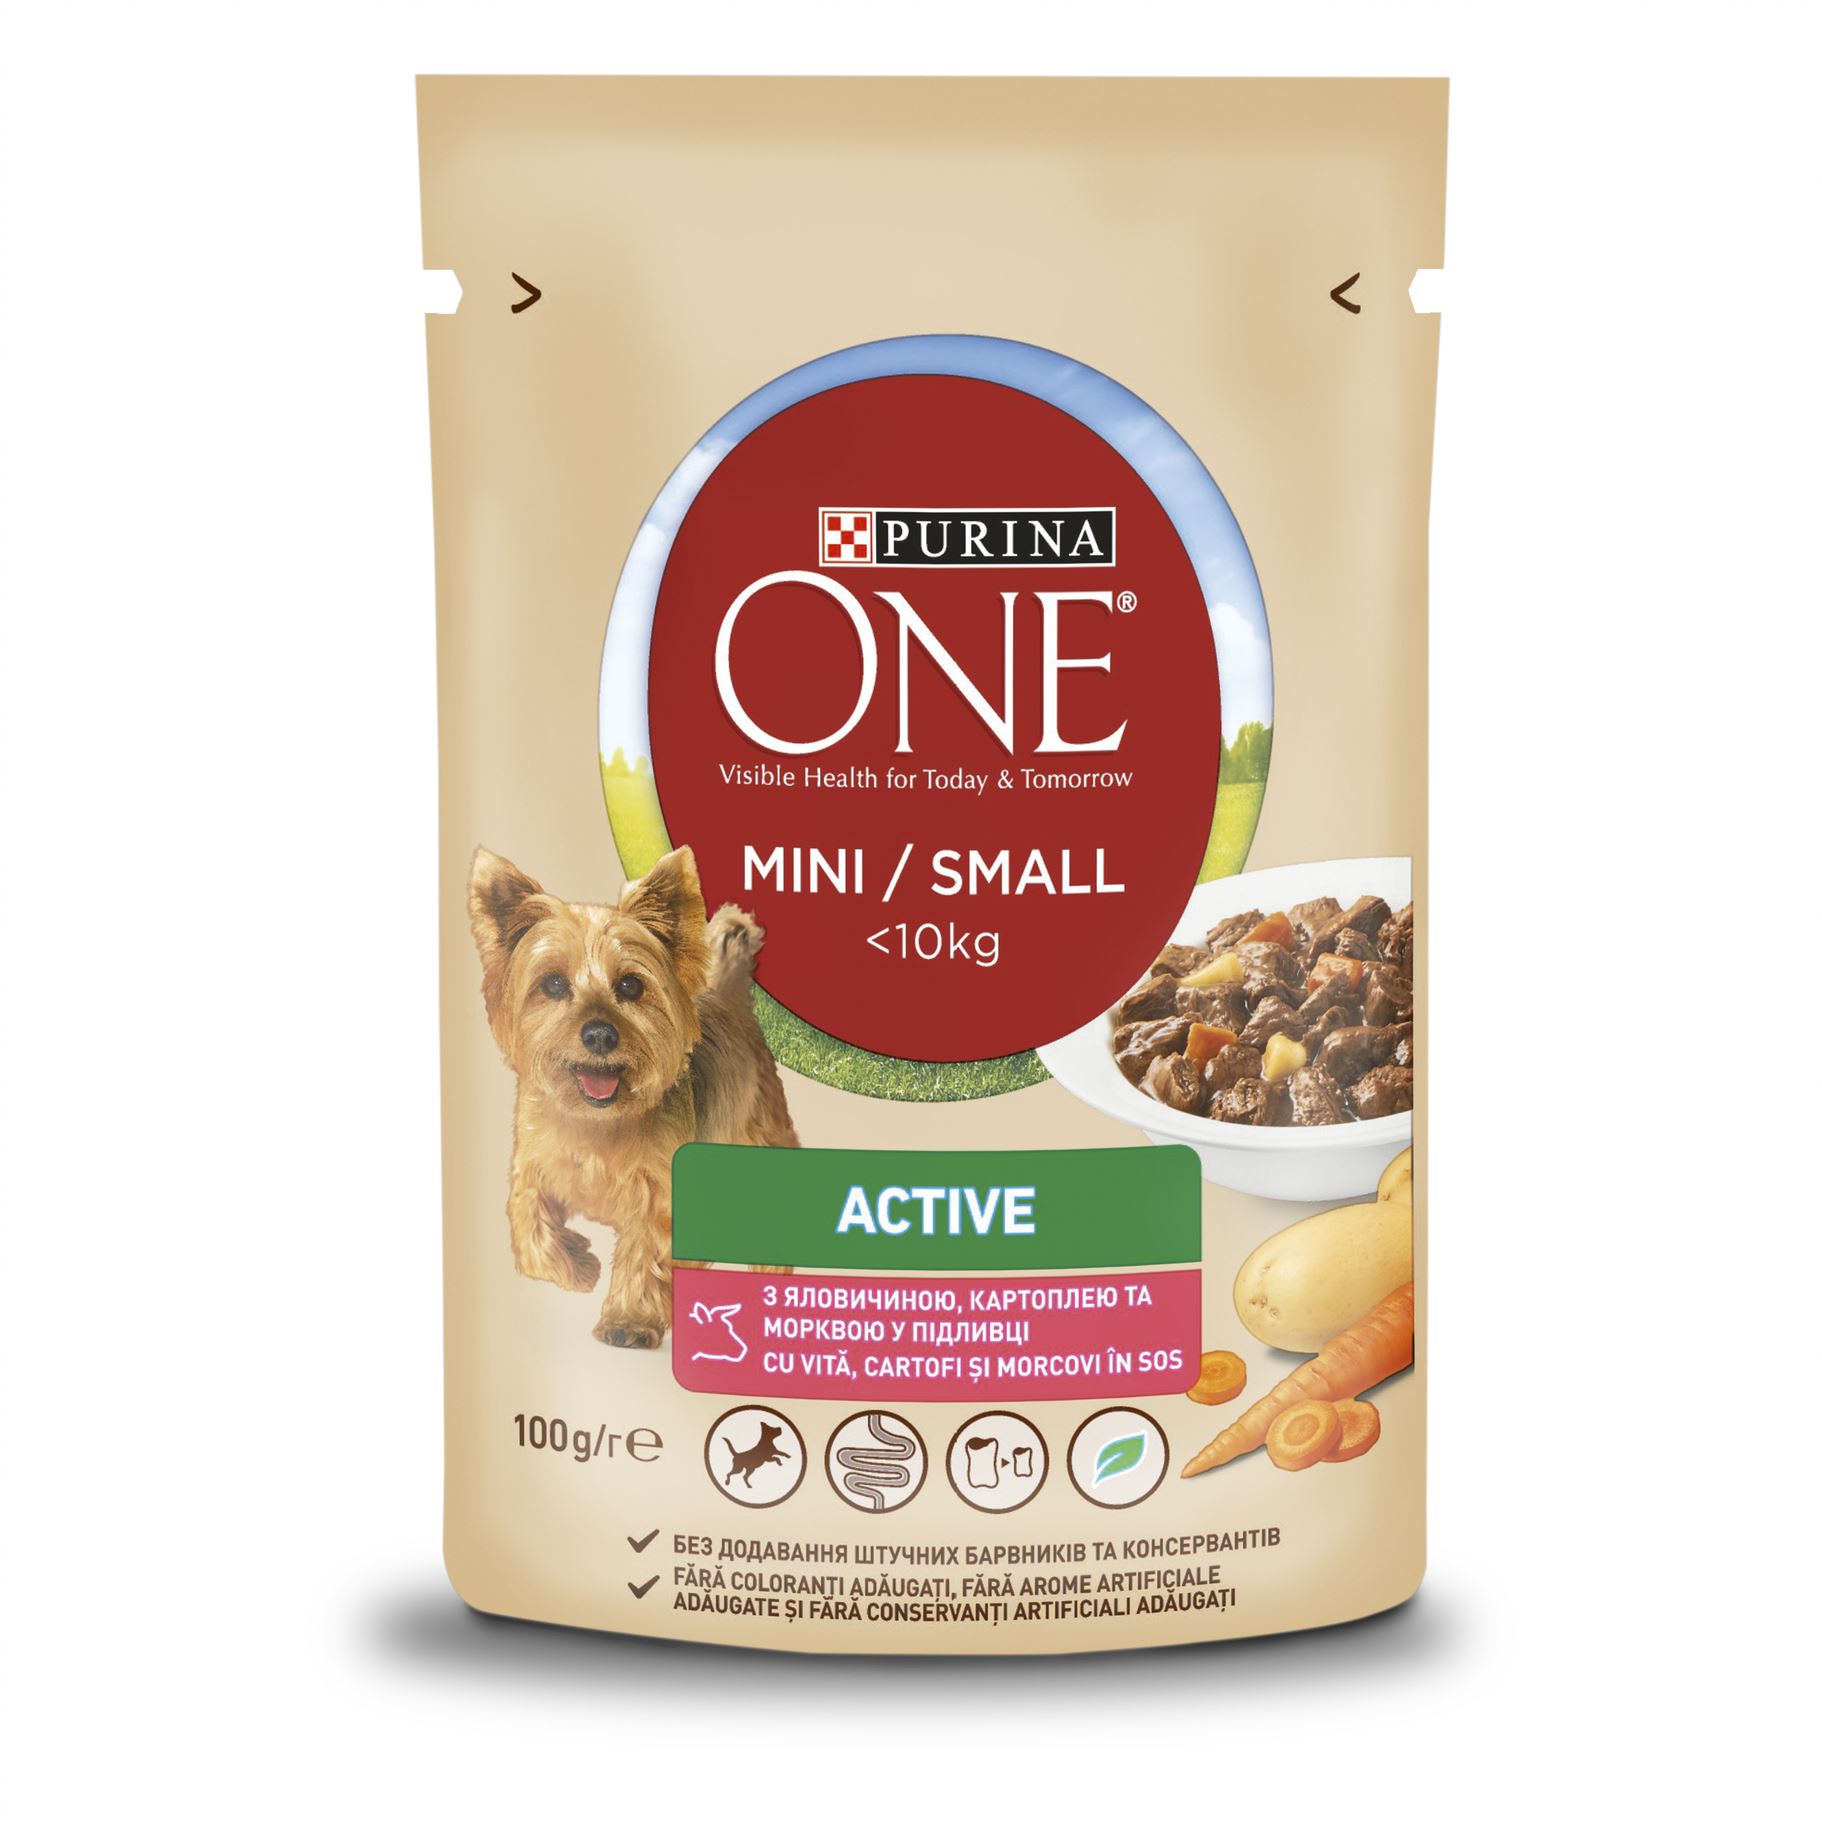 PURINA
ONE®
Visible Health for Today & Tomorrow
MINI / SMALL
<10kg
ACTIVE
З ЯЛОВИЧИНОЮ, КАРТОПЛЕЮ ТА
МОРКВОЮ У ПІДЛИВЦІ
CU VITĂ, CARTOFI ȘI MORCOVI ÎN SOS
100g/г℮
БЕЗ ДОДАВАННЯ ШТУЧНИХ БАРВНИКІВ ТА КОНСЕРВАНТІВ
FĂRĂ COLORANȚI ADĂUGAȚI, FĂRĂ AROME ARTIFICIALE
ADĂUGATE ȘI FĂRĂ CONSERVANȚI ARTIFICIALI ADĂUGAȚI